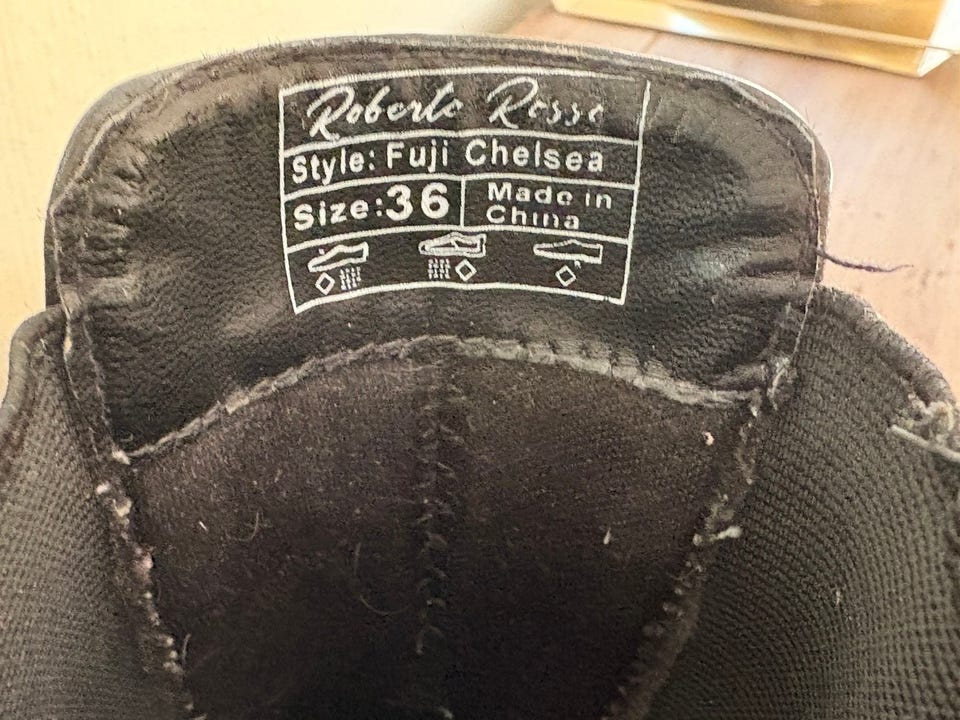 Roberto Rosso
Style: Fuji Chelsea
Size:36
Made in
China